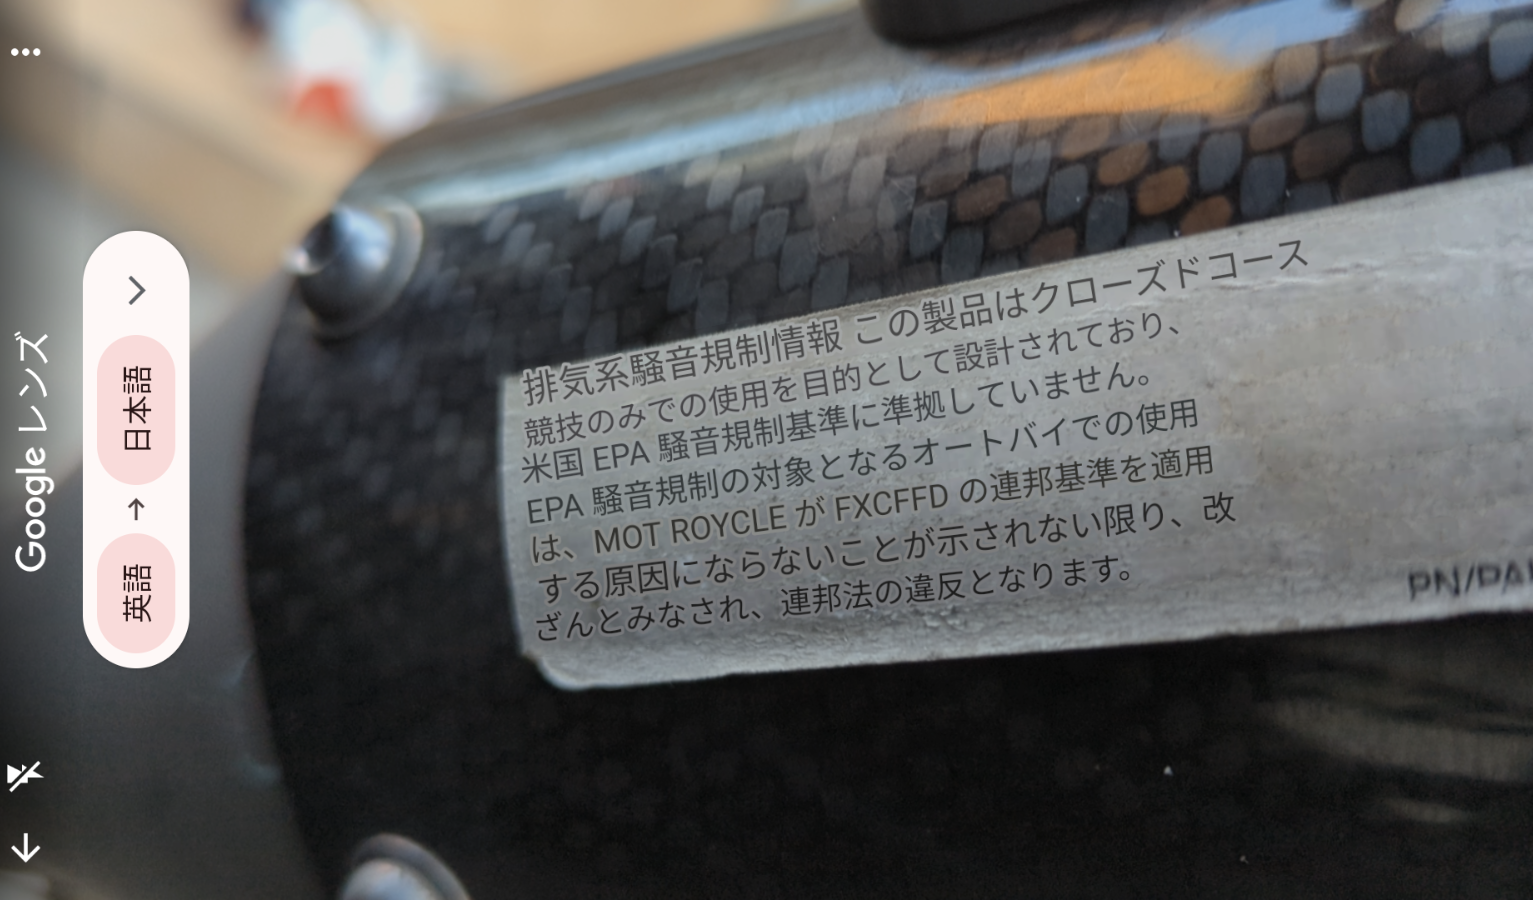 Google レンズ
英語 → 日本語
排気系騒音規制情報 この製品はクローズドコース
競技のみでの使用を目的として設計されており、
米国 EPA 騒音規制基準に準拠していません。
EPA 騒音規制の対象となるオートバイでの使用
は、MOT ROYCLE が FXCFFD の連邦基準を適用
する原因にならないことが示されない限り、改
ざんとみなされ、連邦法の違反となります。
PN/PA